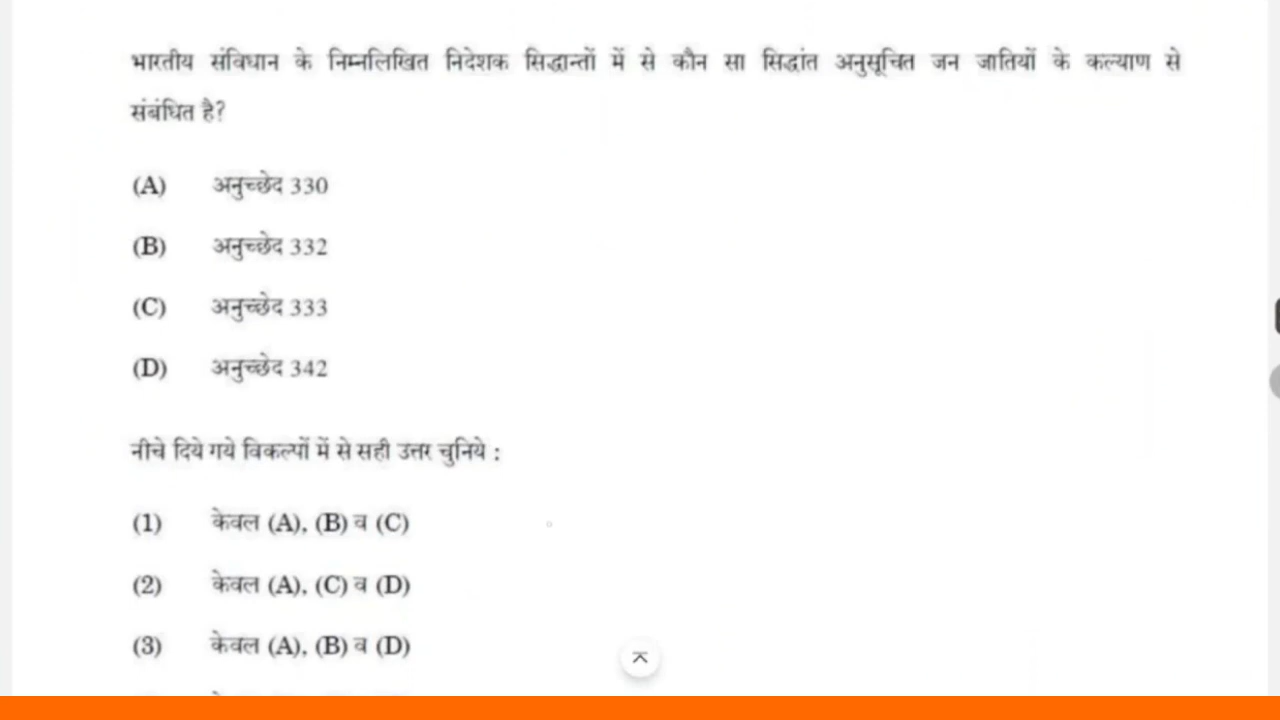 भारतीय संविधान के निम्नलिखित निदेशक सिद्धान्तों में से कौन सा सिद्धांत अनुसूचित जन जातियों के कल्याण से
संबंधित है?
(A) अनुच्छेद 330
(B) अनुच्छेद 332
(C) अनुच्छेद 333
(D) अनुच्छेद 342
नीचे दिये गये विकल्पों में से सही उत्तर चुनिये :
(1) केवल (A), (B) व (C)
(2) केवल (A), (C) व (D)
(3) केवल (A), (B) व (D)